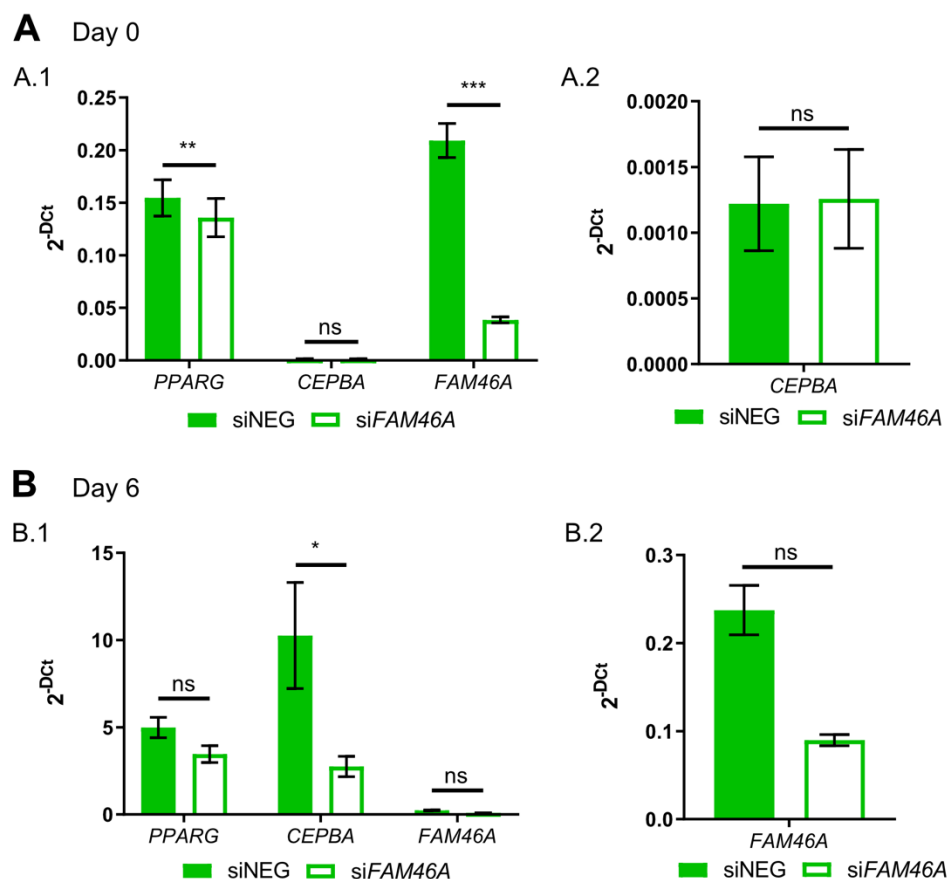 A Day 0
A.1
A.2
2^-DCt
0.25
0.20
0.15
0.10
0.05
0.00
**
ns
***
PPARG CEPBA FAM46A
siNEG siFAM46A
2^-DCt
0.0020
0.0015
0.0010
0.0005
0.0000
ns
CEPBA
siNEG siFAM46A
B Day 6
B.1
B.2
2^-DCt
15
10
5
0
ns
*
ns
PPARG CEPBA FAM46A
siNEG siFAM46A
2^-DCt
0.3
0.2
0.1
0.0
ns
FAM46A
siNEG siFAM46A